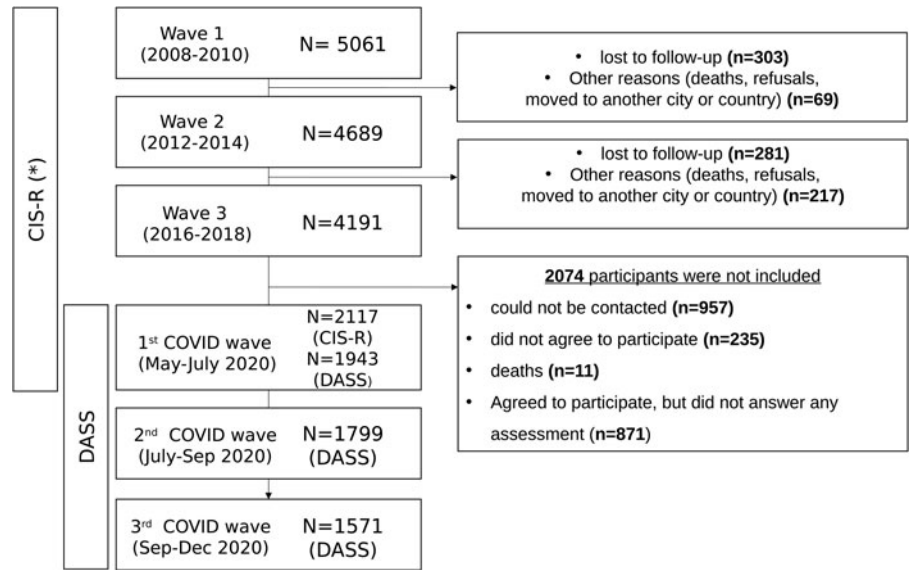 CIS-R (*)
DASS
Wave 1
(2008-2010)
N= 5061
• lost to follow-up (n=303)
• Other reasons (deaths, refusals,
moved to another city or country) (n=69)
Wave 2
(2012-2014)
N=4689
• lost to follow-up (n=281)
• Other reasons (deaths, refusals,
moved to another city or country) (n=217)
Wave 3
(2016-2018)
N=4191
2074 participants were not included
• could not be contacted (n=957)
• did not agree to participate (n=235)
• deaths (n=11)
• Agreed to participate, but did not answer any
assessment (n=871)
1st COVID wave
(May-July 2020)
N=2117
(CIS-R)
N=1943
(DASS)
2nd COVID wave
(July-Sep 2020)
N=1799
(DASS)
3rd COVID wave
(Sep-Dec 2020)
N=1571
(DASS)